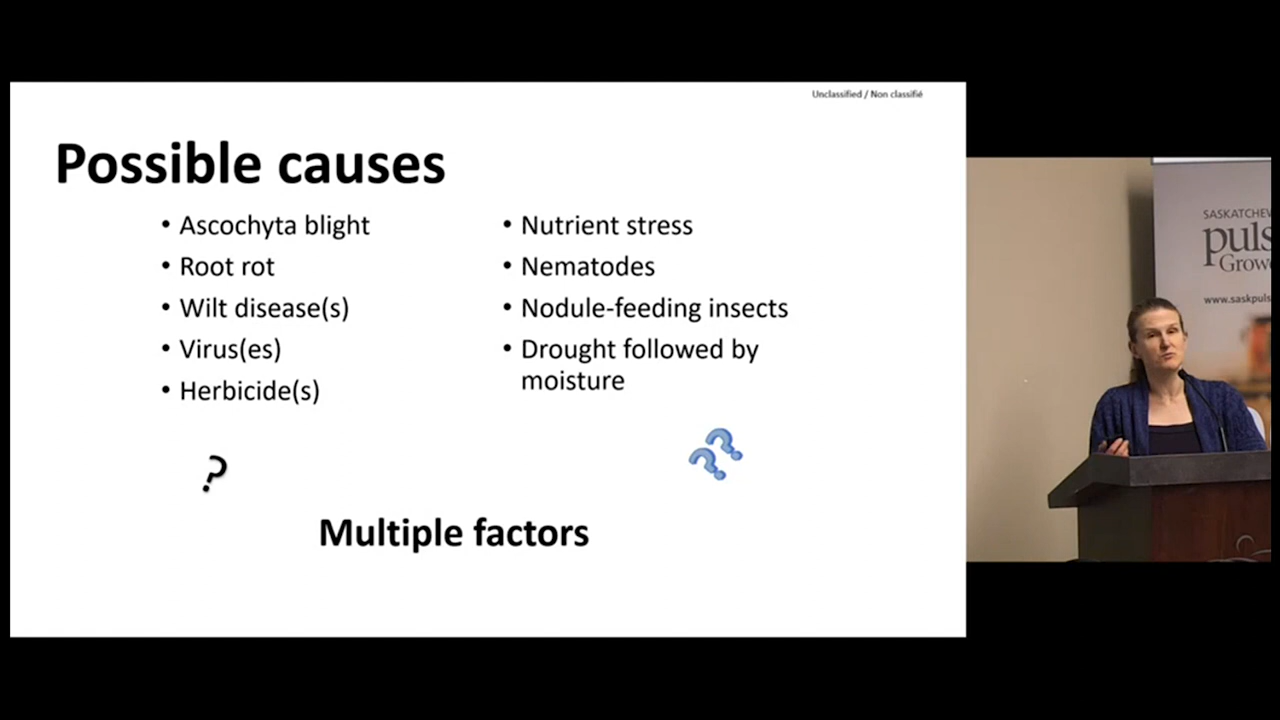 Unclassified / Non classifié
Possible causes
• Ascochyta blight
• Root rot
• Wilt disease(s)
• Virus(es)
• Herbicide(s)
• Nutrient stress
• Nematodes
• Nodule-feeding insects
• Drought followed by
moisture
?
??
Multiple factors
SASKATCHEW
puls
Growe
www.saskpuls